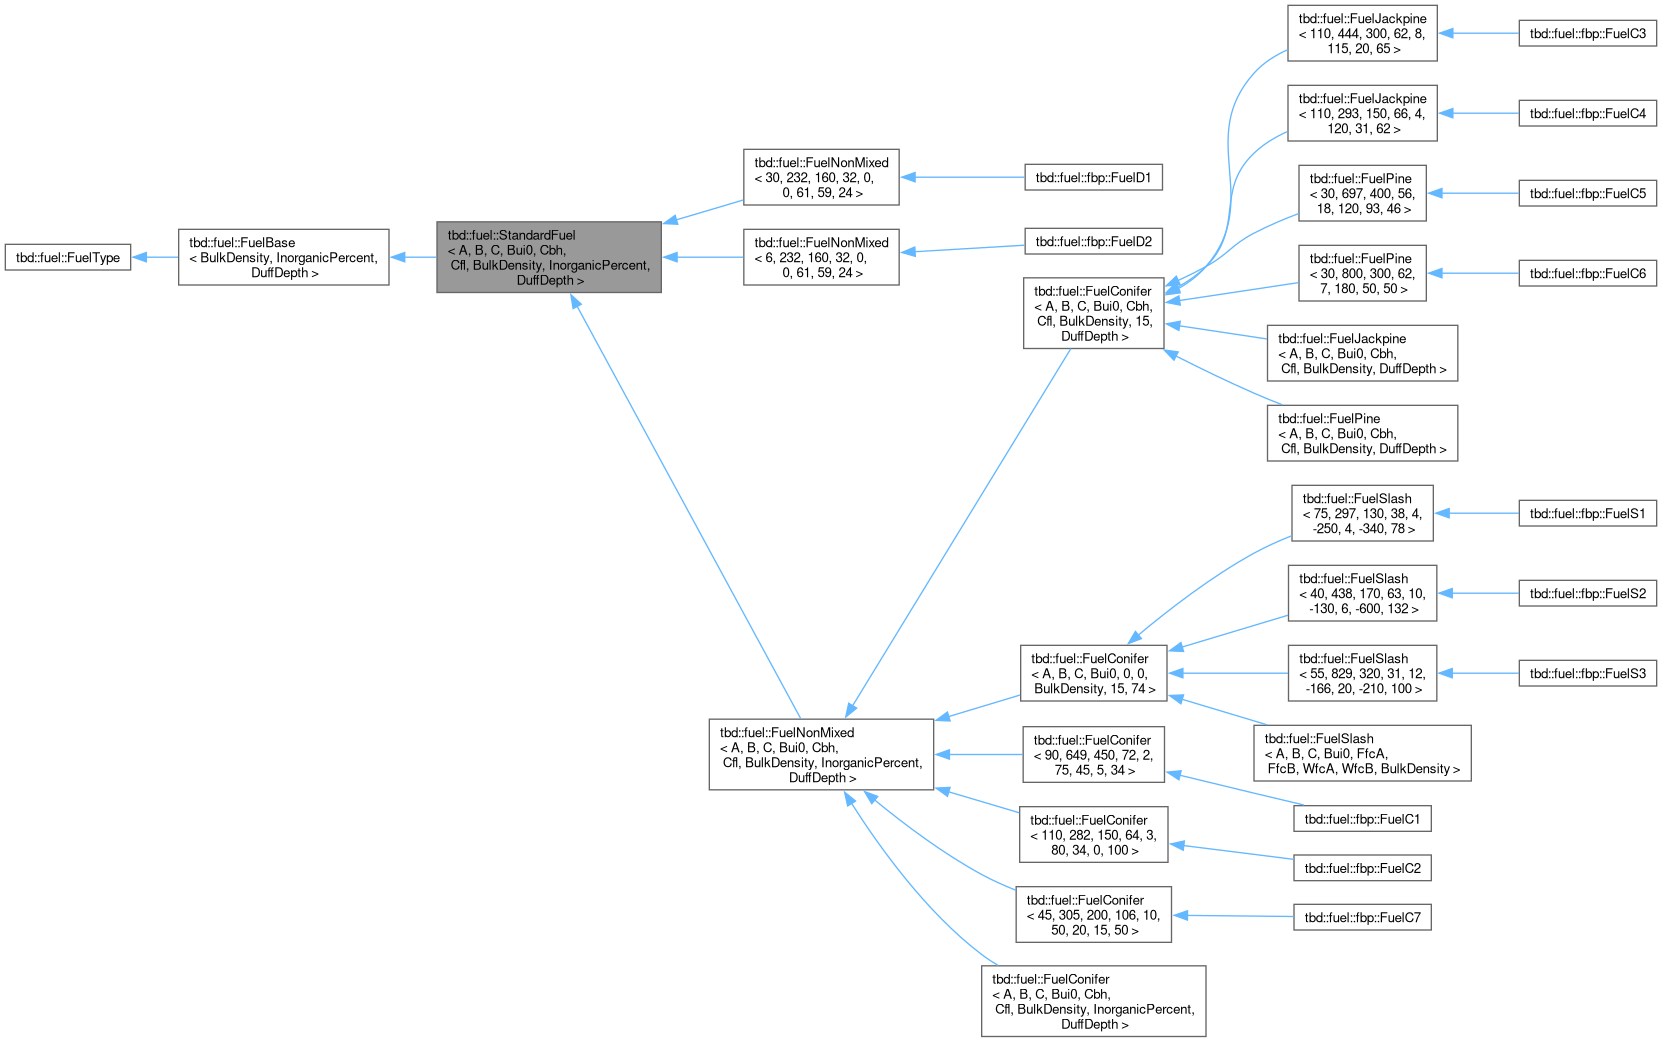 tbd::fuel::FuelType
tbd::fuel::FuelBase
< BulkDensity, InorganicPercent,
DuffDepth >
tbd::fuel::StandardFuel
< A, B, C, Bui0, Cbh,
Cfl, BulkDensity, InorganicPercent,
DuffDepth >
tbd::fuel::FuelNonMixed
< 30, 232, 160, 32, 0,
0, 61, 59, 24 >
tbd::fuel::fbp::FuelD1
tbd::fuel::FuelNonMixed
< 6, 232, 160, 32, 0,
0, 61, 59, 24 >
tbd::fuel::fbp::FuelD2
tbd::fuel::FuelNonMixed
< A, B, C, Bui0, Cbh,
Cfl, BulkDensity, InorganicPercent,
DuffDepth >
tbd::fuel::FuelConifer
< A, B, C, Bui0, Cbh,
Cfl, BulkDensity, 15,
DuffDepth >
tbd::fuel::FuelJackpine
< 110, 444, 300, 62, 8,
115, 20, 65 >
tbd::fuel::fbp::FuelC3
tbd::fuel::FuelJackpine
< 110, 293, 150, 66, 4,
120, 31, 62 >
tbd::fuel::fbp::FuelC4
tbd::fuel::FuelPine
< 30, 697, 400, 56,
18, 120, 93, 46 >
tbd::fuel::fbp::FuelC5
tbd::fuel::FuelPine
< 30, 800, 300, 62,
7, 180, 50, 50 >
tbd::fuel::fbp::FuelC6
tbd::fuel::FuelJackpine
< A, B, C, Bui0, Cbh,
Cfl, BulkDensity, DuffDepth >
tbd::fuel::FuelPine
< A, B, C, Bui0, Cbh,
Cfl, BulkDensity, DuffDepth >
tbd::fuel::FuelConifer
< A, B, C, Bui0, 0, 0,
BulkDensity, 15, 74 >
tbd::fuel::FuelSlash
< 75, 297, 130, 38, 4,
-250, 4, -340, 78 >
tbd::fuel::fbp::FuelS1
tbd::fuel::FuelSlash
< 40, 438, 170, 63, 10,
-130, 6, -600, 132 >
tbd::fuel::fbp::FuelS2
tbd::fuel::FuelSlash
< 55, 829, 320, 31, 12,
-166, 20, -210, 100 >
tbd::fuel::fbp::FuelS3
tbd::fuel::FuelSlash
< A, B, C, Bui0, FfcA,
FfcB, WfcA, WfcB, BulkDensity >
tbd::fuel::FuelConifer
< 90, 649, 450, 72, 2,
75, 45, 5, 34 >
tbd::fuel::fbp::FuelC1
tbd::fuel::FuelConifer
< 110, 282, 150, 64, 3,
80, 34, 0, 100 >
tbd::fuel::fbp::FuelC2
tbd::fuel::FuelConifer
< 45, 305, 200, 106, 10,
50, 20, 15, 50 >
tbd::fuel::fbp::FuelC7
tbd::fuel::FuelConifer
< A, B, C, Bui0, Cbh,
Cfl, BulkDensity, InorganicPercent,
DuffDepth >